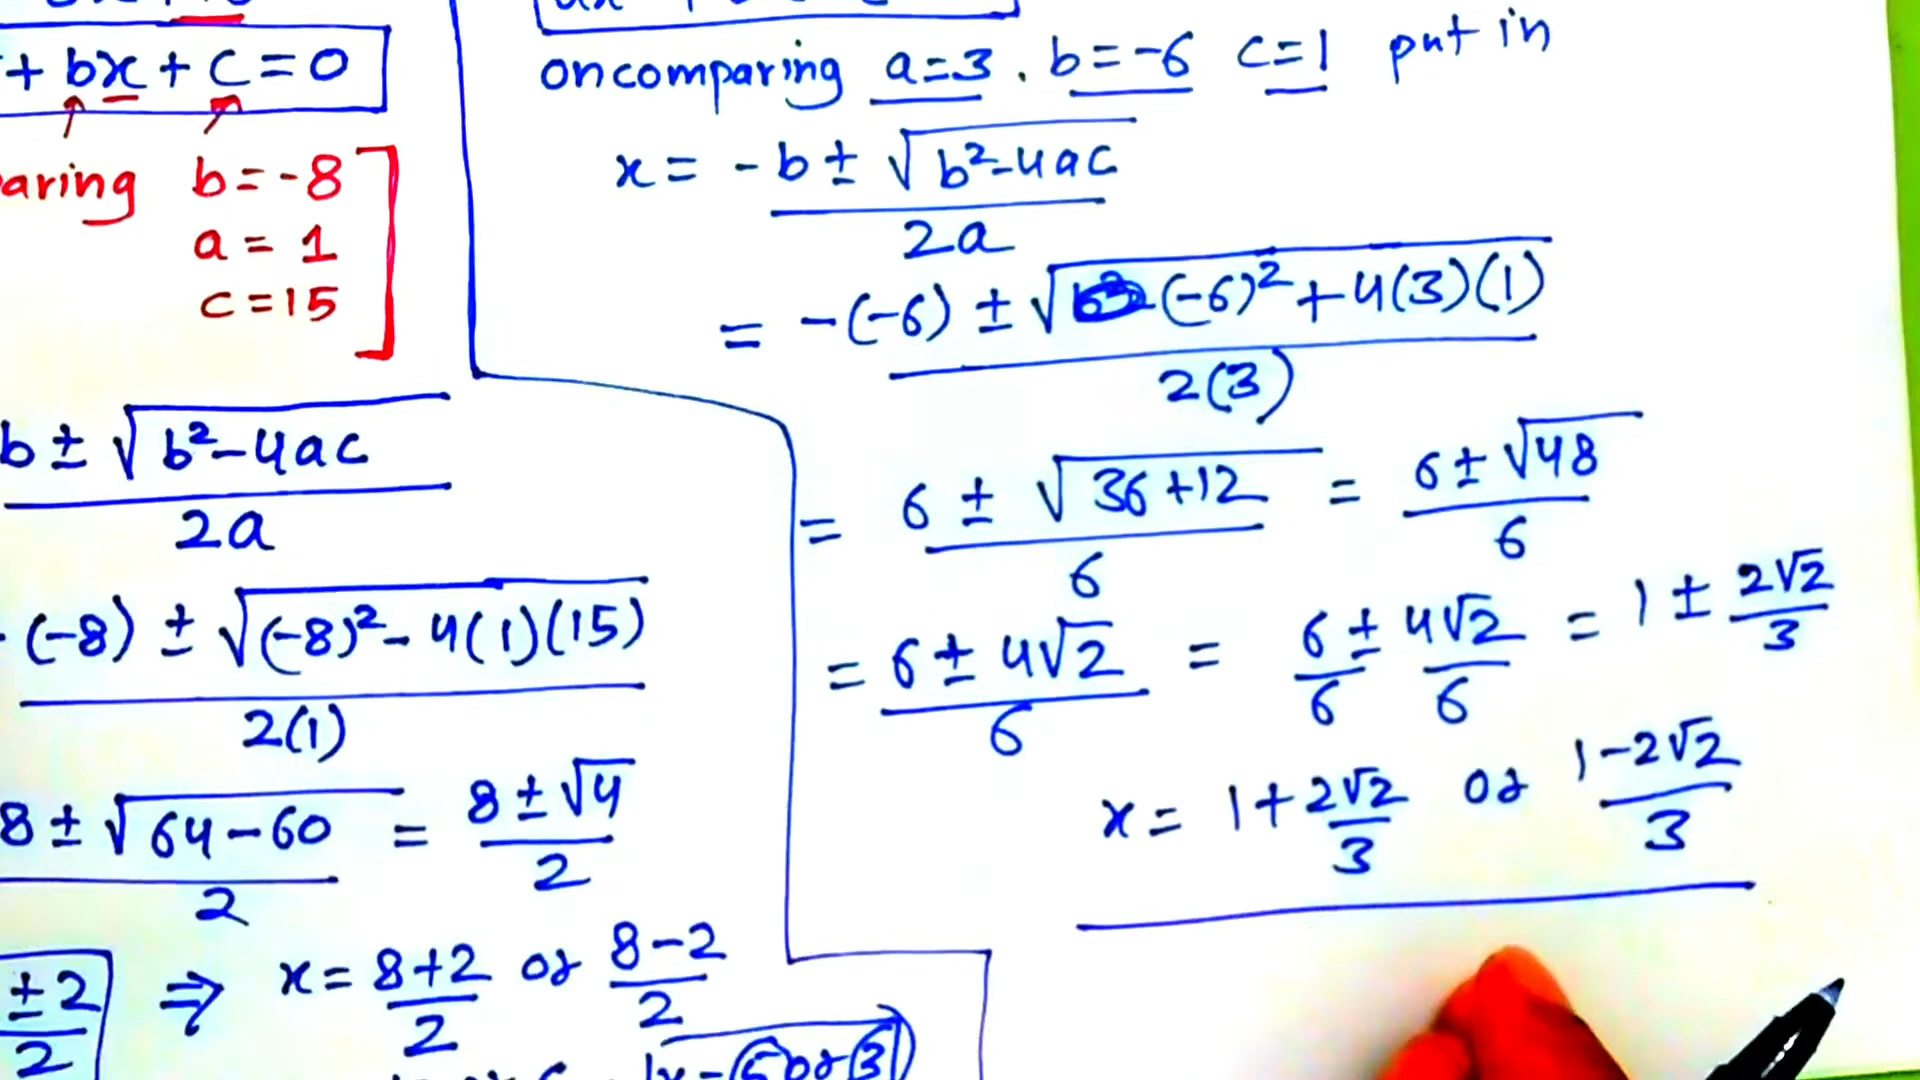 + bx + c = 0
aring b = -8
a = 1
c = 15
b ± √b²-4ac
2a
(-8) ± √(-8)² - 4(1)(15)
2(1)
8 ± √64-60 = 8 ± √4
2 2
± 2 ⇒ x = 8+2 or 8-2
2 2 2
oncomparing a=3 . b=-6 c=1 put in
x = -b ± √b²-4ac
2a
= -(-6) ± √(-6)² + 4(3)(1)
2(3)
= 6 ± √36+12 = 6 ± √48
6 6
= 6 ± 4√2 = 6 ± 4√2 = 1 ± 2√2
6 6 6 3
x = 1 + 2√2 or 1-2√2
3 3